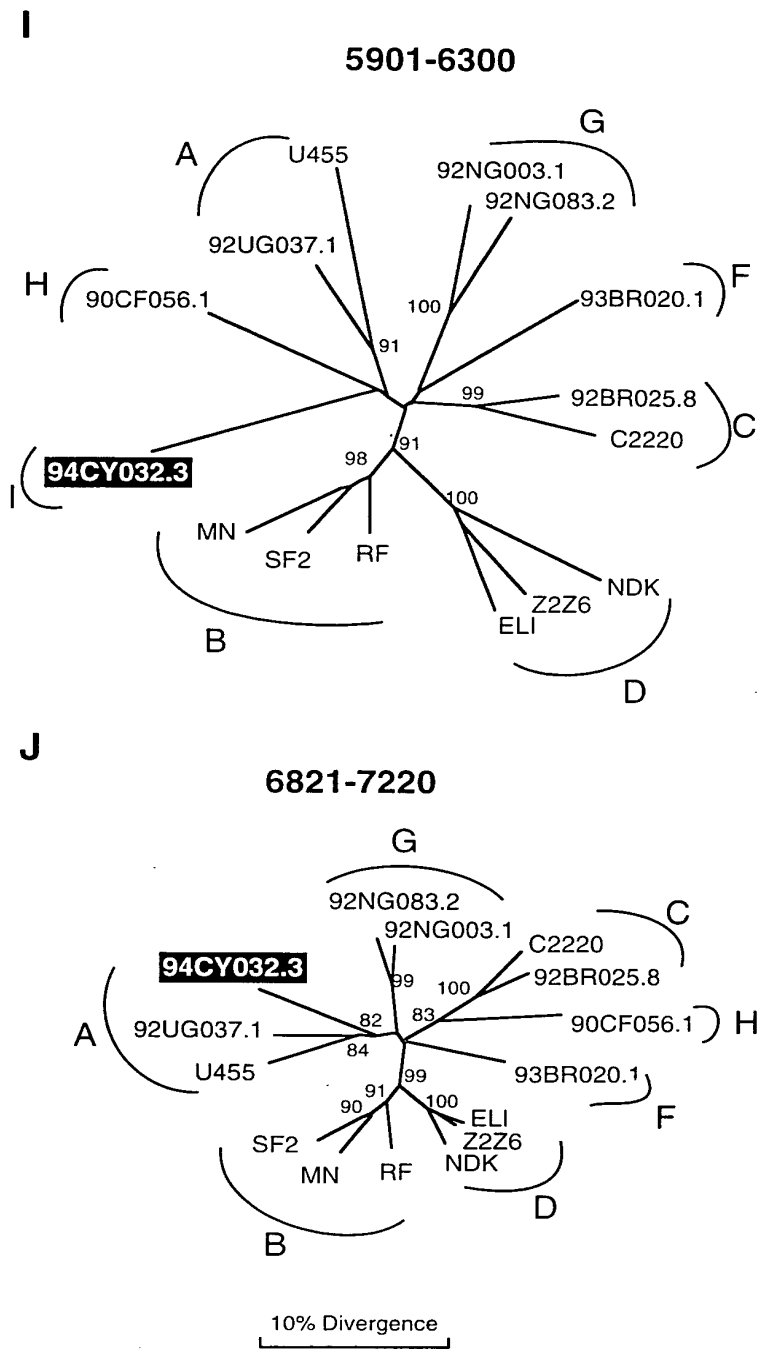 I
5901-6300
G
A
U455
92NG003.1
92NG083.2
92UG037.1
H
90CF056.1
F
93BR020.1
100
91
99
92BR025.8
C2220
C
I
94CY032.3
98
91
100
MN
SF2
RF
NDK
Z2Z6
ELI
B
D
J
6821-7220
G
92NG083.2
92NG003.1
C
C2220
94CY032.3
99
100
92BR025.8
A
92UG037.1
82
83
90CF056.1
H
84
U455
93BR020.1
F
99
91
90
100
ELI
Z2Z6
NDK
SF2
MN
RF
D
B
10% Divergence